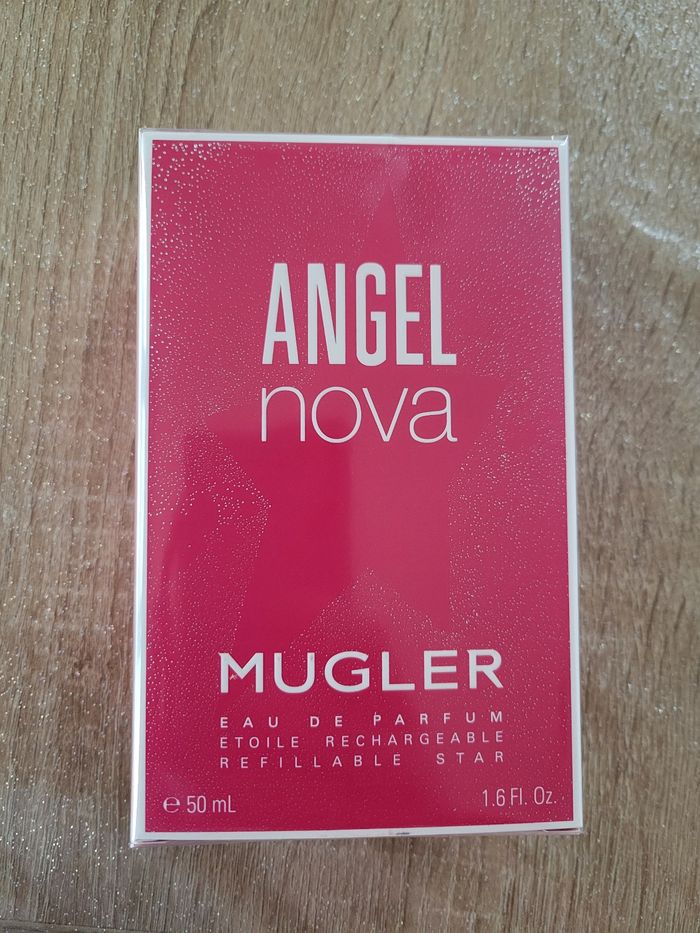 ANGEL
nova
MUGLER
EAU DE PARFUM
ETOILE RECHARGEABLE
REFILLABLE STAR
℮ 50 mL 1.6 Fl. Oz.